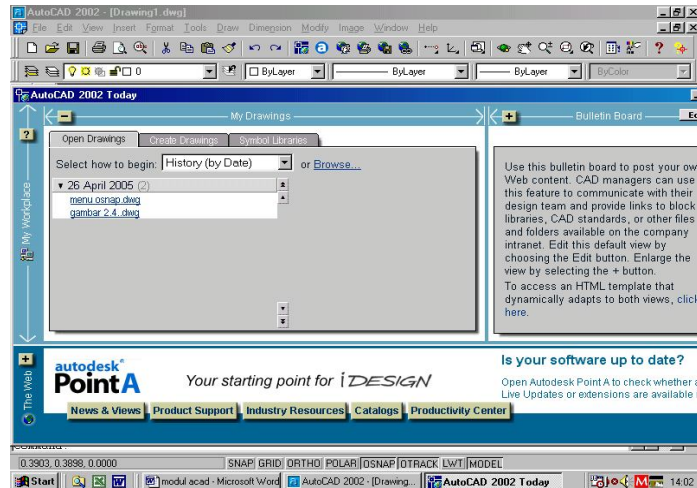 AutoCAD 2002 - [Drawing1.dwg]
File Edit View Insert Format Tools Draw Dimension Modify Image Window Help
0 ByLayer ByLayer ByLayer ByColor
AutoCAD 2002 Today
My Drawings
Bulletin Board
Open Drawings Create Drawings Symbol Libraries
Select how to begin: History (by Date) or Browse...
26 April 2005 (2)
menu osnap.dwg
gambar 2.4..dwg
My Workplace
Use this bulletin board to post your ow
Web content. CAD managers can use
this feature to communicate with their
design team and provide links to block
libraries, CAD standards, or other files
and folders available on the company
intranet. Edit this default view by
choosing the Edit button. Enlarge the
view by selecting the + button.
To access an HTML template that
dynamically adapts to both views, clic
here.
The Web
autodesk
Point A
Your starting point for iDESIGN
News & Views Product Support Industry Resources Catalogs Productivity Center
Is your software up to date?
Open Autodesk Point A to check whether a
Live Updates or extensions are available
0.3903, 0.3898, 0.0000 SNAP GRID ORTHO POLAR OSNAP OTRACK LWT MODEL
Start modul acad - Microsoft Word AutoCAD 2002 - [Drawing... AutoCAD 2002 Today 14:02